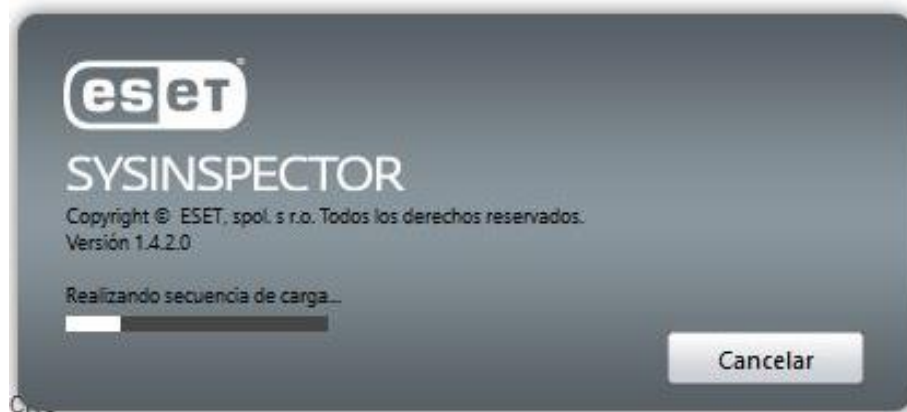 eseT
SYSINSPECTOR
Copyright © ESET, spol. s r.o. Todos los derechos reservados.
Versión 1.4.2.0
Realizando secuencia de carga...
Cancelar